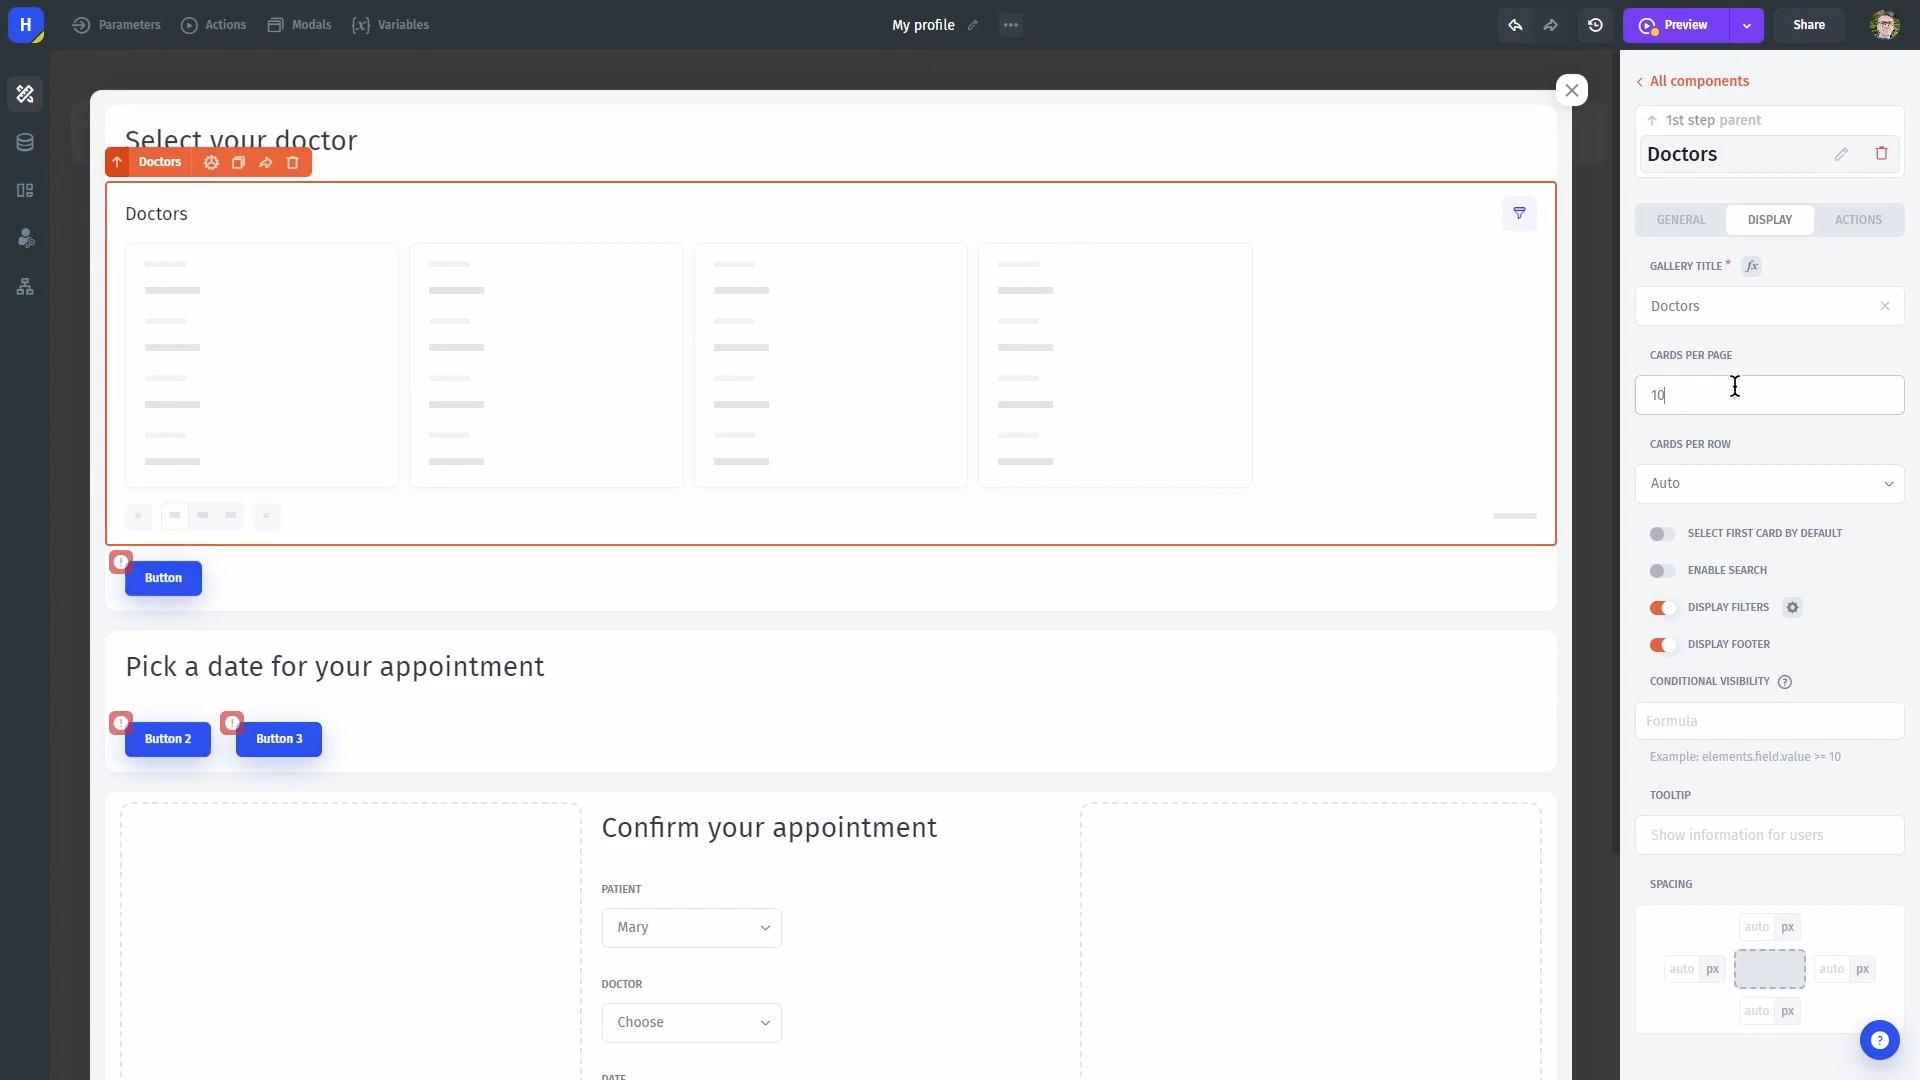 H
Parameters
Actions
Modals
{x} Variables
My profile
Preview
Share
Select your doctor
Doctors
Doctors
Button
Pick a date for your appointment
Button 2
Button 3
Confirm your appointment
PATIENT
Mary
DOCTOR
Choose
DATE
All components
1st step parent
Doctors
GENERAL
DISPLAY
ACTIONS
GALLERY TITLE * fx
Doctors
CARDS PER PAGE
10
CARDS PER ROW
Auto
SELECT FIRST CARD BY DEFAULT
ENABLE SEARCH
DISPLAY FILTERS
DISPLAY FOOTER
CONDITIONAL VISIBILITY ?
Formula
Example: elements.field.value >= 10
TOOLTIP
Show information for users
SPACING
auto px
auto px
auto px
auto px
?